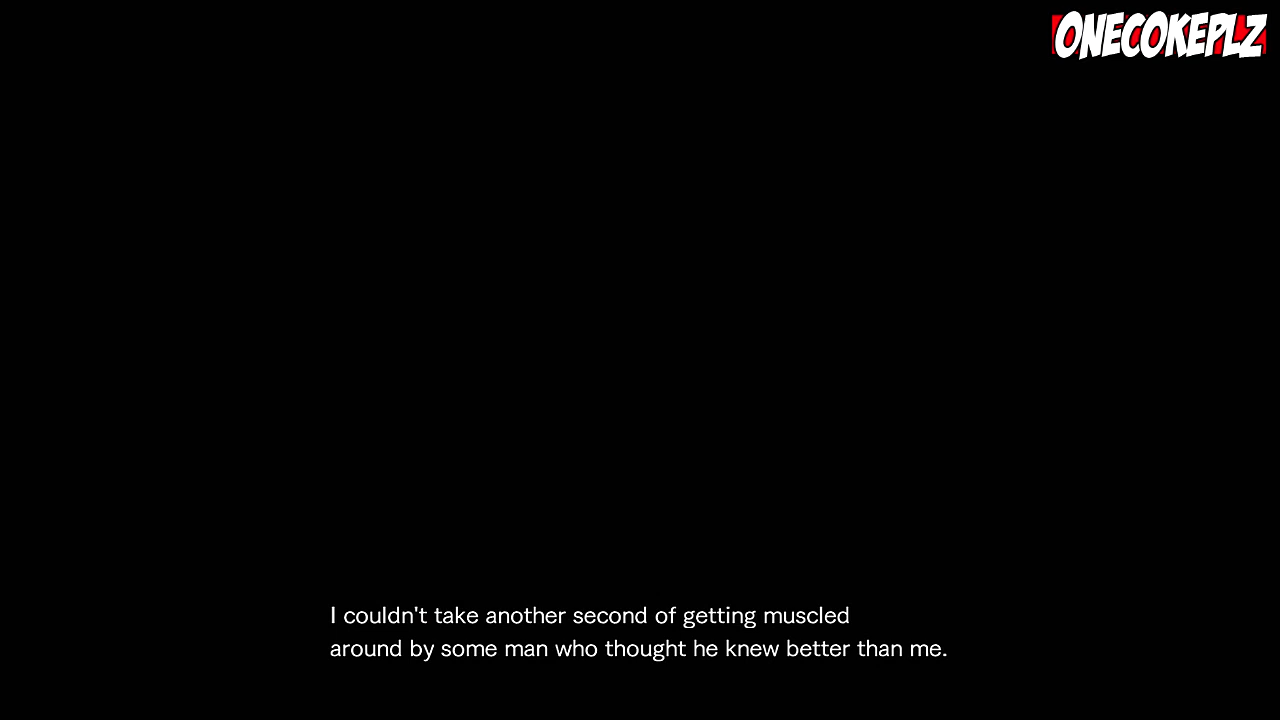 ONECOKEPLZ
I couldn't take another second of getting muscled
around by some man who thought he knew better than me.